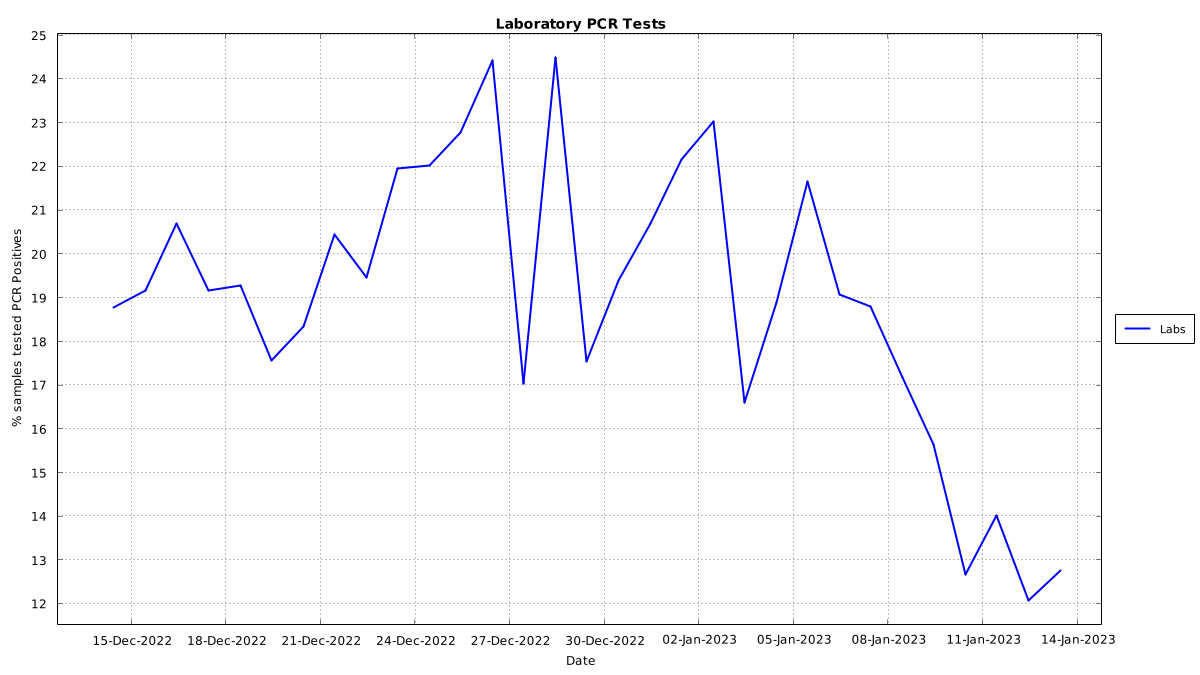 Laboratory PCR Tests
25
24
23
22
21
20
19
18
17
16
15
14
13
12
% samples tested PCR Positives
15-Dec-2022 18-Dec-2022 21-Dec-2022 24-Dec-2022 27-Dec-2022 30-Dec-2022 02-Jan-2023 05-Jan-2023 08-Jan-2023 11-Jan-2023 14-Jan-2023
Date
Labs